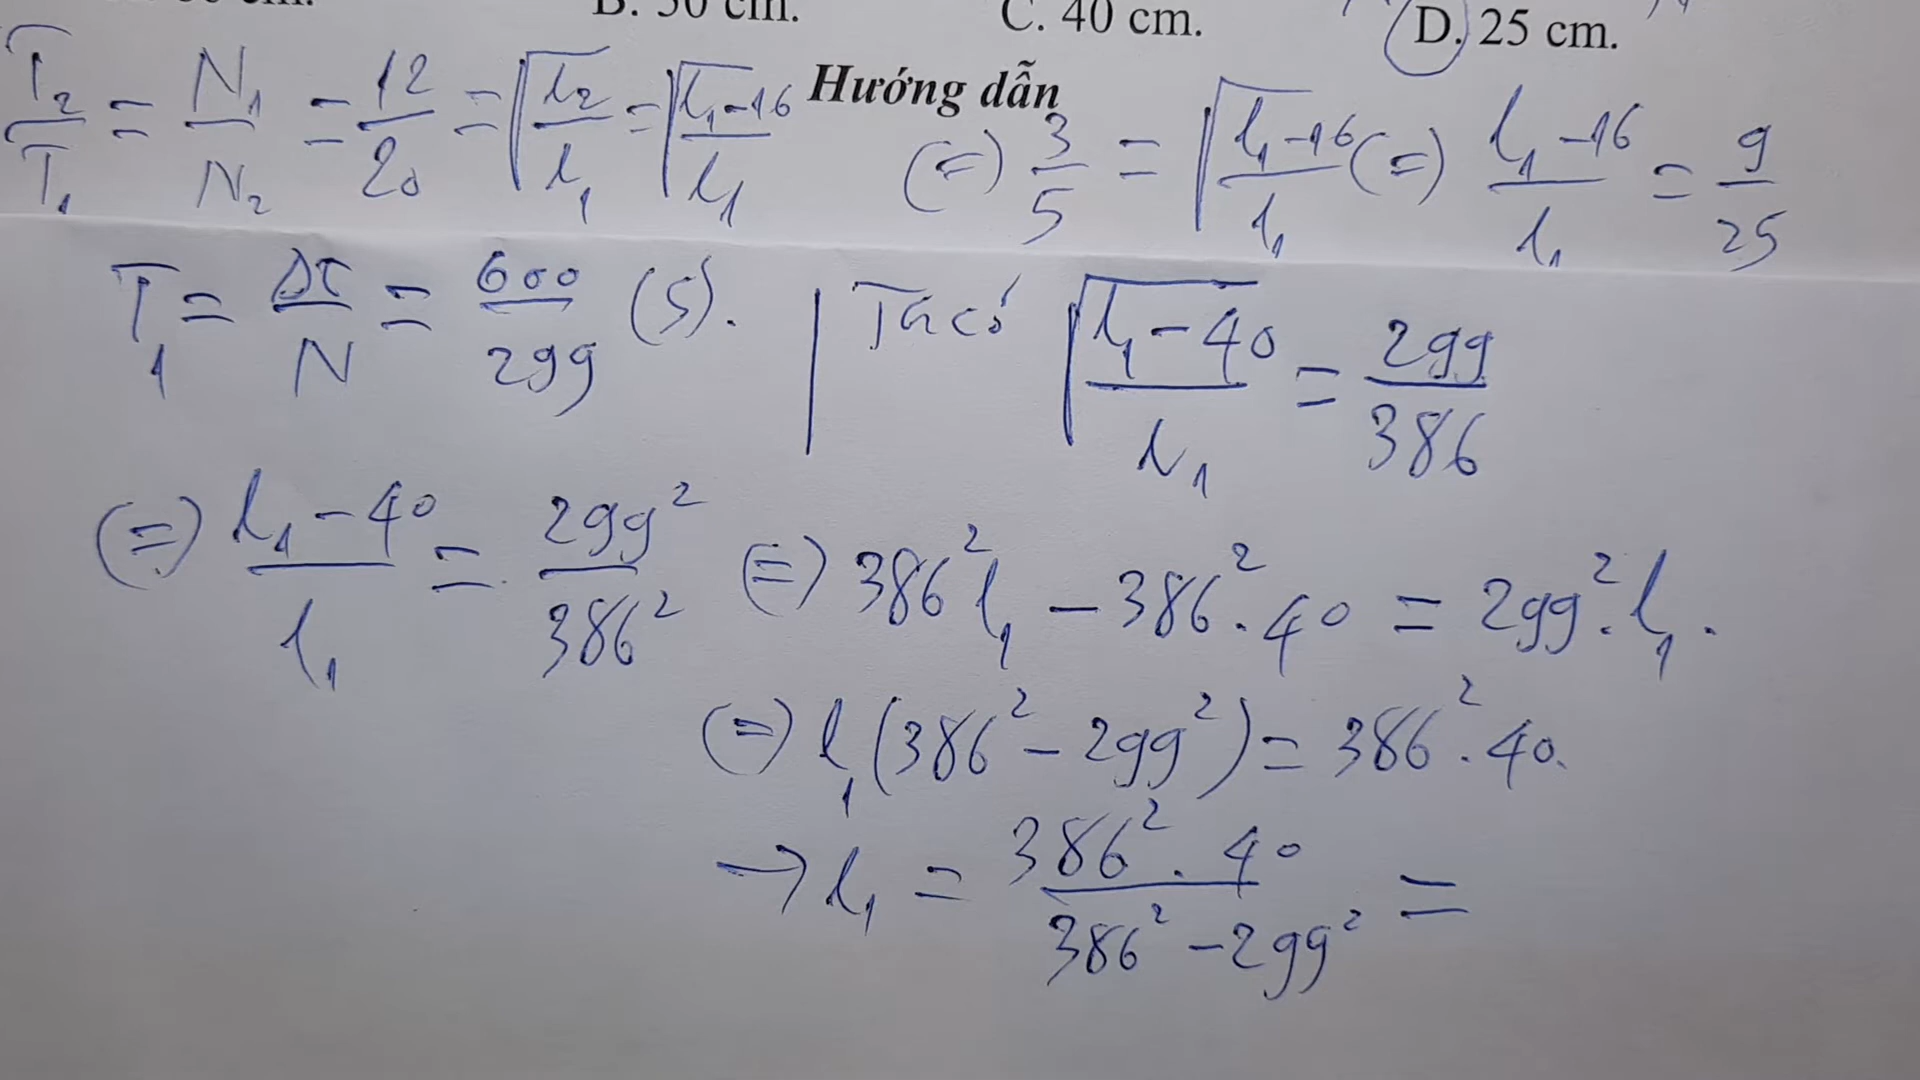 cm. B. 50 cm. C. 40 cm. D. 25 cm.
Hướng dẫn
T₂/T₁ = N₁/N₂ = 12/20 = √(l₂/l₁) = √((l₁-16)/l₁) (=) 3/5 = √((l₁-16)/l₁) (=) (l₁-16)/l₁ = 9/25
T₁ = Δt/N = 600/299 (s). | Ta có √((l₁-40)/l₁) = 299/386
(=) (l₁-40)/l₁ = 299²/386² (=) 386²l₁ - 386².40 = 299².l₁.
(=) l₁(386² - 299²) = 386².40.
→ l₁ = (386².40)/(386² - 299²) =